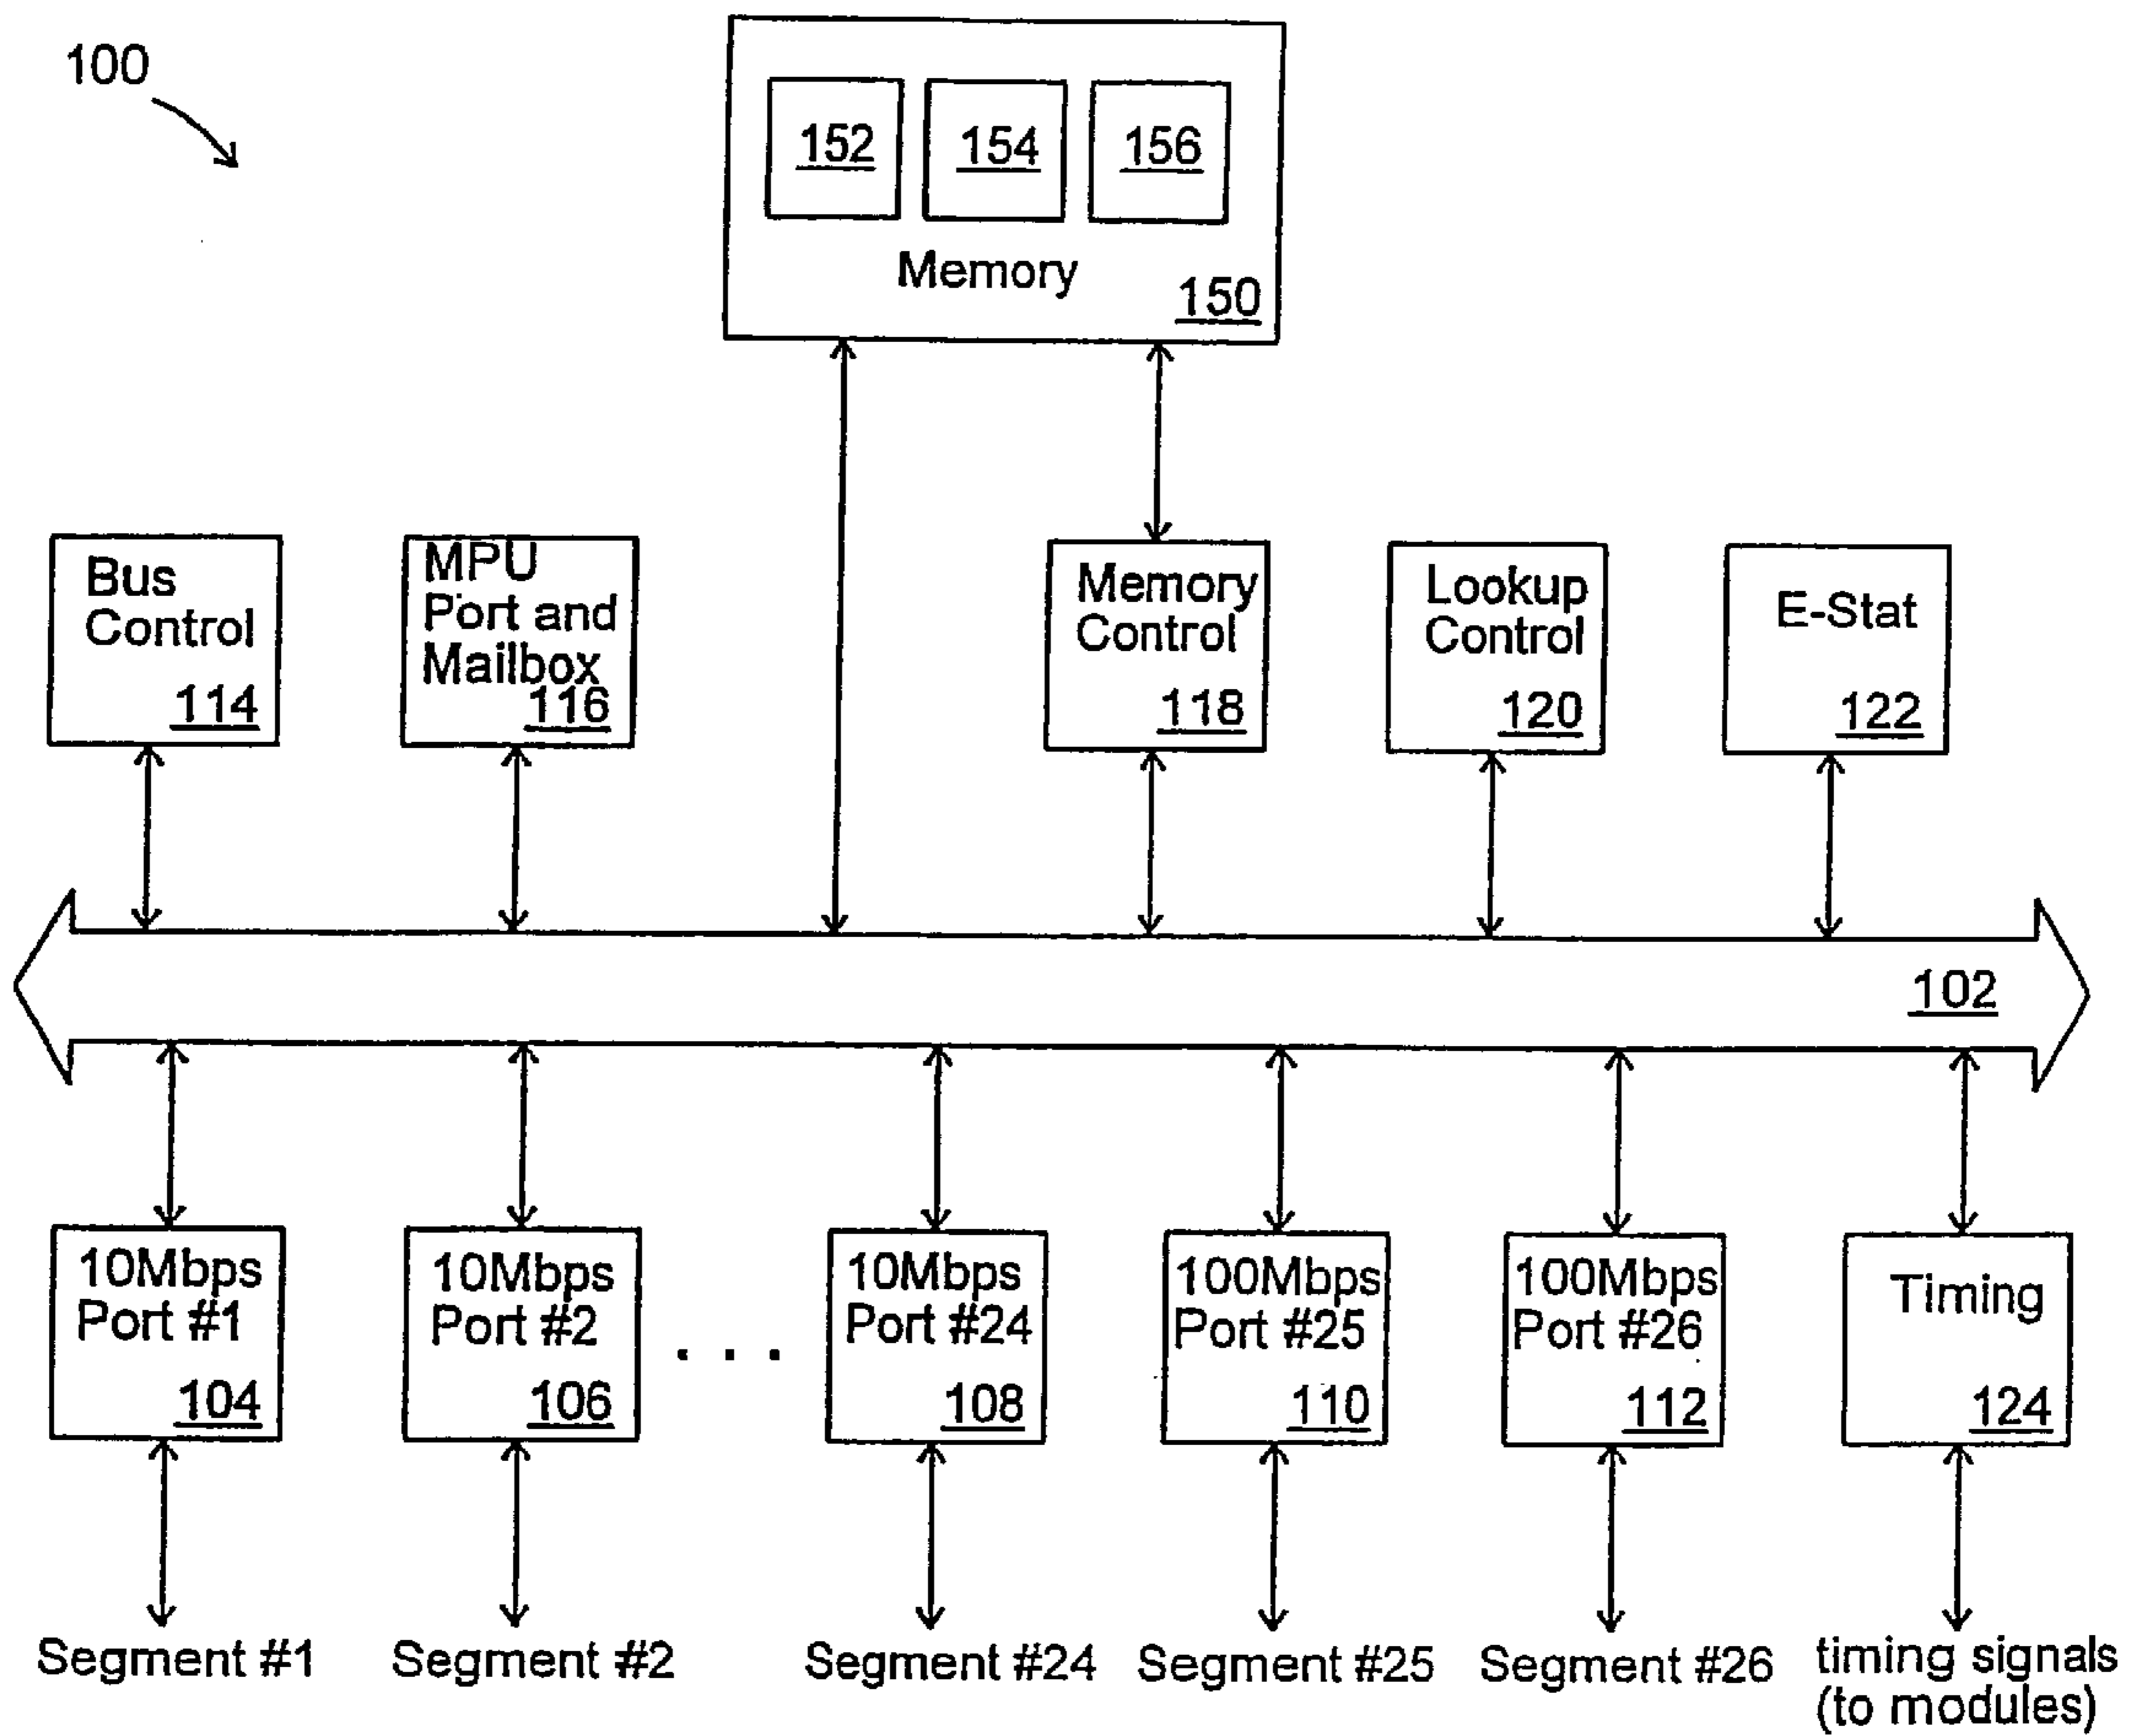 100
152
154
156
Memory
150
Bus
Control
114
MPU
Port and
Mailbox
116
Memory
Control
118
Lookup
Control
120
E-Stat
122
102
10Mbps
Port #1
104
10Mbps
Port #2
106
. . .
10Mbps
Port #24
108
100Mbps
Port #25
110
100Mbps
Port #26
112
Timing
124
Segment #1
Segment #2
Segment #24
Segment #25
Segment #26
timing signals
(to modules)